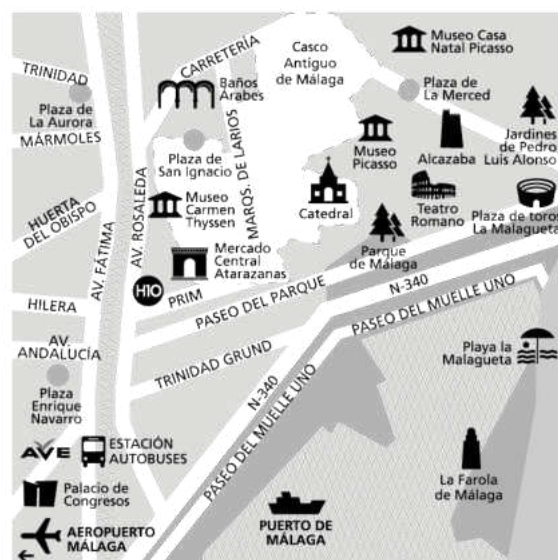 CARRETERÍA
Casco
Antiguo
de Málaga
Museo Casa
Natal Picasso
TRINIDAD
Plaza de
La Aurora
MÁRMOLES
Baños
Árabes
Plaza de
La Merced
Plaza de
San Ignacio
MARQS. DE LARIOS
Museo
Picasso
Alcazaba
Jardines
de Pedro
Luis Alonso
HUERTA
DEL OBISPO
AV. FÁTIMA
AV. ROSALEDA
Museo
Carmen
Thyssen
Catedral
Teatro
Romano
Plaza de toros
La Malagueta
Mercado
Central
Atarazanas
Parque
de Málaga
H10
PRIM
PASEO DEL PARQUE
N-340
PASEO DEL MUELLE UNO
HILERA
AV.
ANDALUCÍA
TRINIDAD GRUND
Playa la
Malagueta
Plaza
Enrique
Navarro
N-340
PASEO DEL MUELLE UNO
AVE
ESTACIÓN
AUTOBUSES
Palacio de
Congresos
La Farola
de Málaga
AEROPUERTO
MÁLAGA
PUERTO DE
MÁLAGA